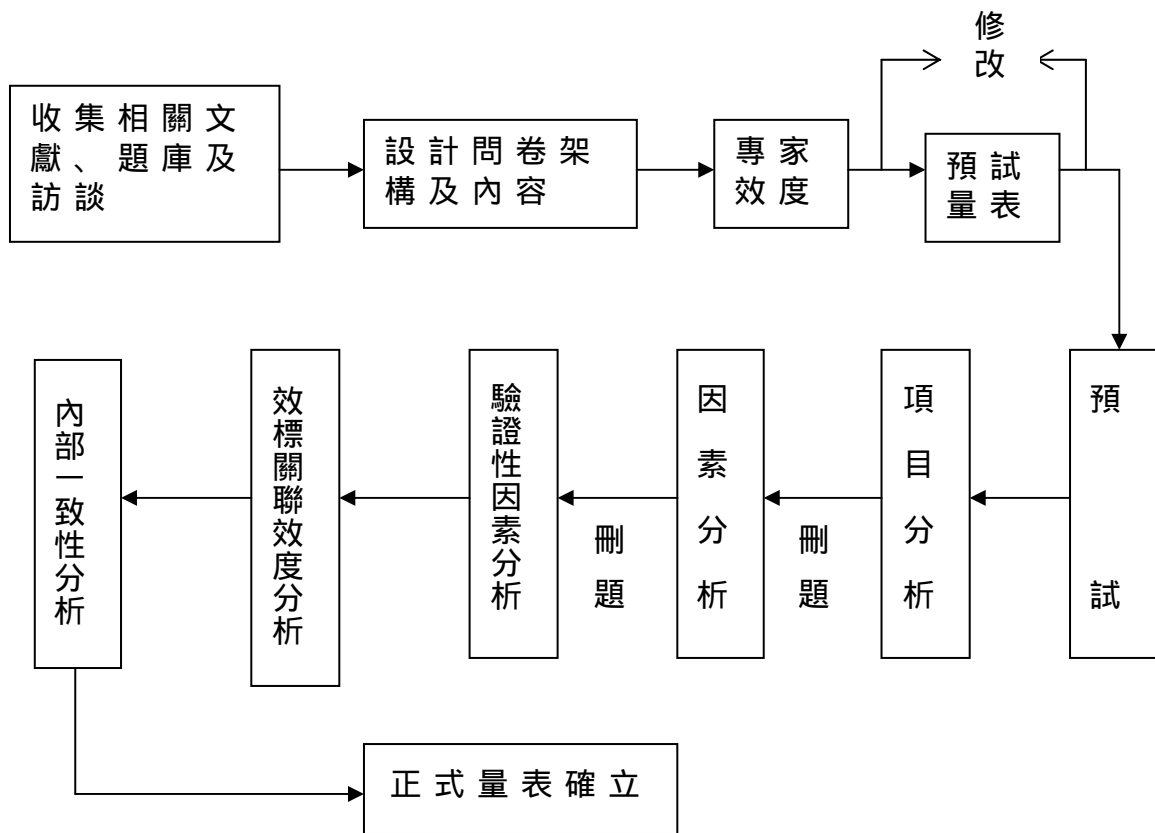 修
改
收集相關文
獻、題庫及
訪談
設計問卷架
構及內容
專家
效度
預試
量表
內部一致性分析
效標關聯效度分析
驗證性因素分析
刪題
因素分析
刪題
項目分析
預試
正式量表確立